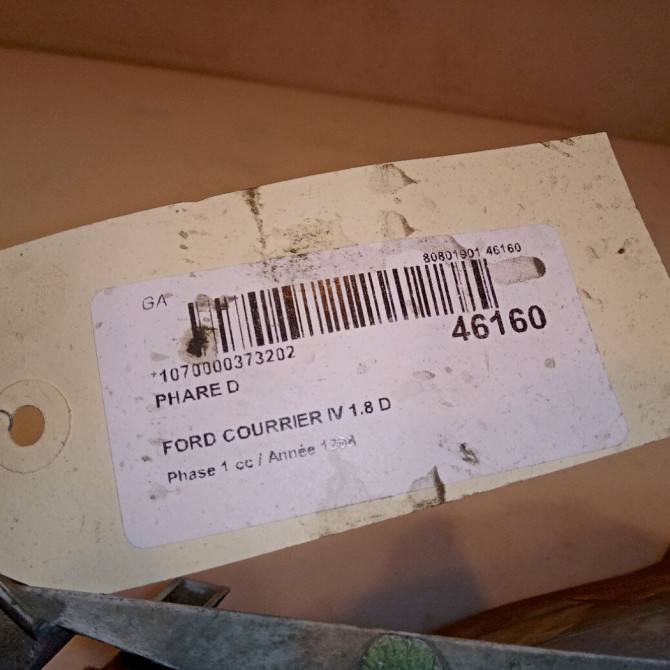 80801901 46160
GA
46160
*1070000373202
PHARE D
FORD COURRIER IV 1.8 D
Phase 1 cc / Année